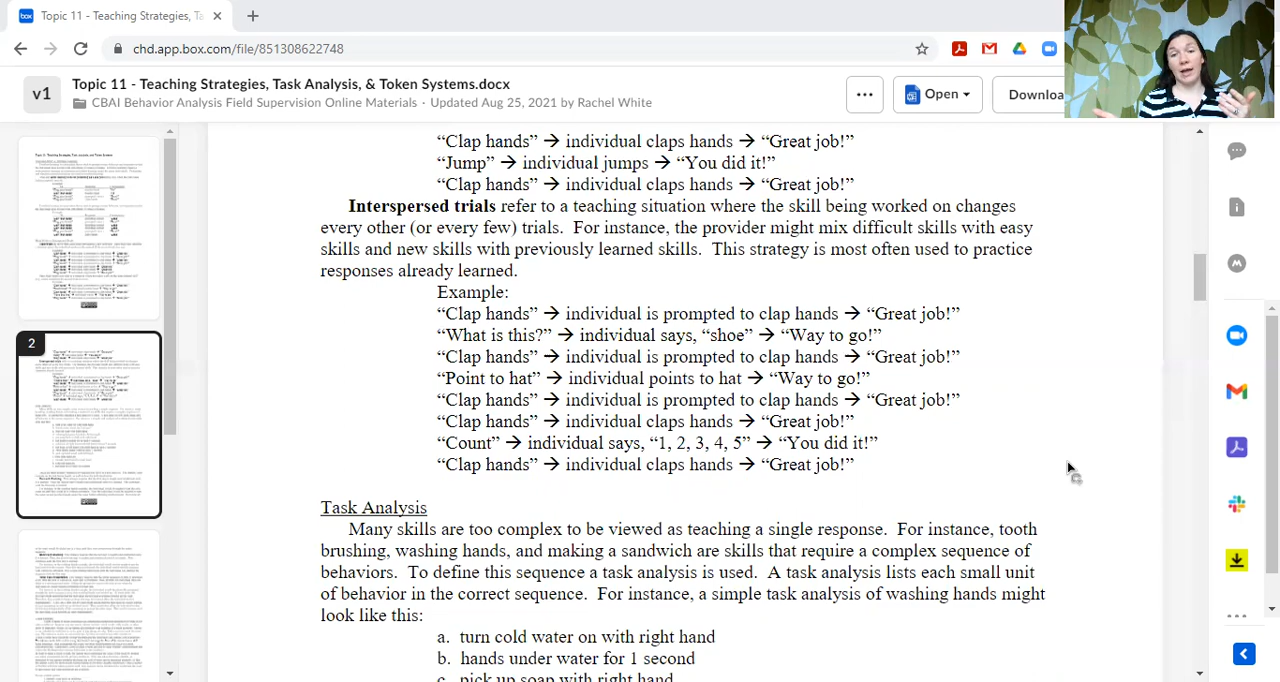 Topic 11 - Teaching Strategies, Ta
chd.app.box.com/file/851308622748
v1
Topic 11 - Teaching Strategies, Task Analysis, & Token Systems.docx
CBAI Behavior Analysis Field Supervision Online Materials · Updated Aug 25, 2021 by Rachel White
Open
Downloa
"Clap hands" → individual claps hands → "Great job!"
"Jump" → individual jumps → "You did it!"
"Clap hands" → individual claps hands → "Great job!"
Interspersed trials refer to a teaching situation where the skill being worked on changes
every other (or every few) trials. For instance, the provider might mix difficult skills with easy
skills and new skills with previously learned skills. This strategy is most often used to practice
responses already learned.
Example:
"Clap hands" → individual is prompted to clap hands → "Great job!"
"What is this" → individual says, "shoe" → "Way to go!"
"Clap hands" → individual is prompted to clap hands → "Great job!"
"Point to hat" → individual points to hat → "Way to go!"
"Clap hands" → individual is prompted to clap hands → "Great job!"
"Clap hands" → individual claps hands → "Great job!"
"Count" → individual says, "1, 2, 3, 4, 5" → "You did it!"
"Clap hands" → individual claps hands → "Great job!"
Task Analysis
Many skills are too complex to be viewed as teaching a single response. For instance, tooth
brushing, washing hands, or making a sandwich are skills that require a complex sequence of
To define this sequence a task analysis is used. A task analysis lists each small unit
of behavior in the full sequence. For instance, a simple task analysis of washing hands might
look like this:
a. turn cold water on with right hand
b. put hands under water for 1 second
c. pump soap with right hand
2